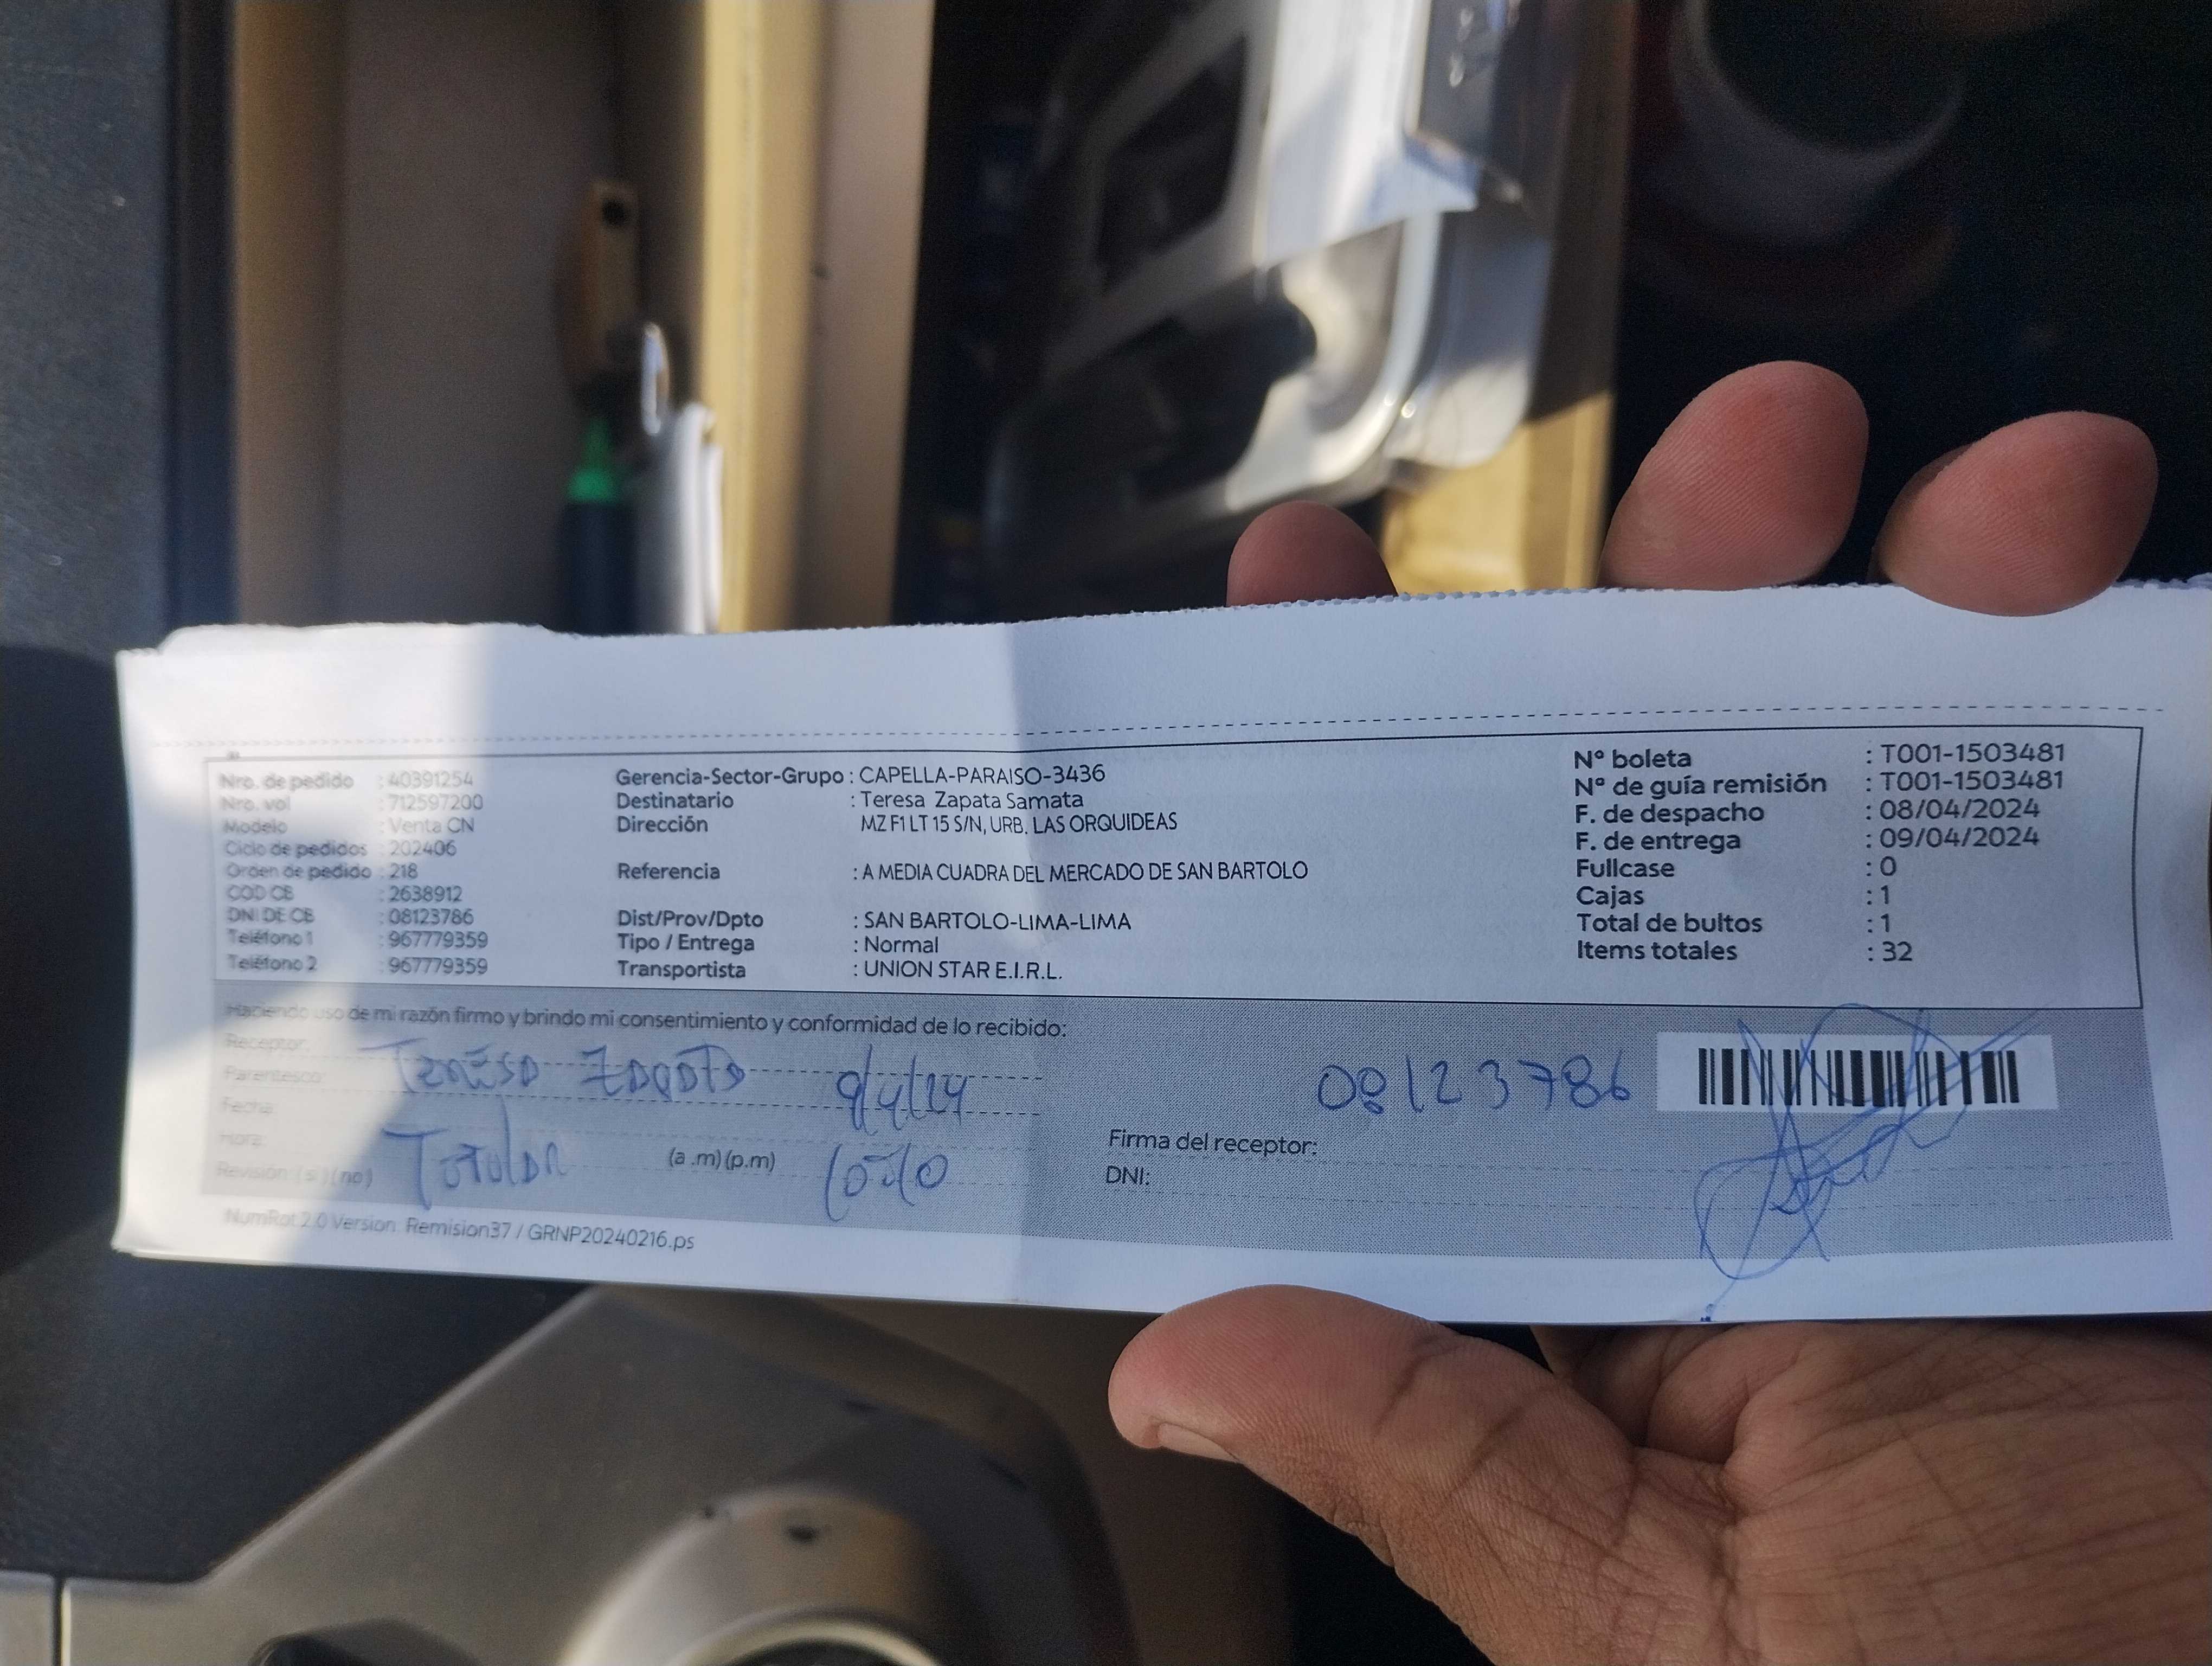 Nro. de pedido : 40391254
Nro. vol : 712597200
Modelo : Venta CN
Ciclo de pedidos : 202406
Orden de pedido : 218
COD CB : 2638912
DNI DE CB : 08123786
Teléfono 1 : 967779359
Teléfono 2 : 967779359
Gerencia-Sector-Grupo : CAPELLA-PARAISO-3436
Destinatario : Teresa Zapata Samata
Dirección MZ F1 LT 15 S/N, URB. LAS ORQUIDEAS
Referencia : A MEDIA CUADRA DEL MERCADO DE SAN BARTOLO
Dist/Prov/Dpto : SAN BARTOLO-LIMA-LIMA
Tipo / Entrega : Normal
Transportista : UNION STAR E.I.R.L.
Nº boleta : T001-1503481
Nº de guía remisión : T001-1503481
F. de despacho : 08/04/2024
F. de entrega : 09/04/2024
Fullcase : 0
Cajas : 1
Total de bultos : 1
Items totales : 32
Haciendo uso de mi razón firmo y brindo mi consentimiento y conformidad de lo recibido:
Receptor:
Teresa Zapata 9/4/24
Parentesco:
Fecha:
Hora:
Titular (a .m) (p.m) 10:10
Revisión: ( si ) ( no )
08123786
Firma del receptor:
DNI:
NumRot 2.0 Version: Remision37 / GRNP20240216.ps